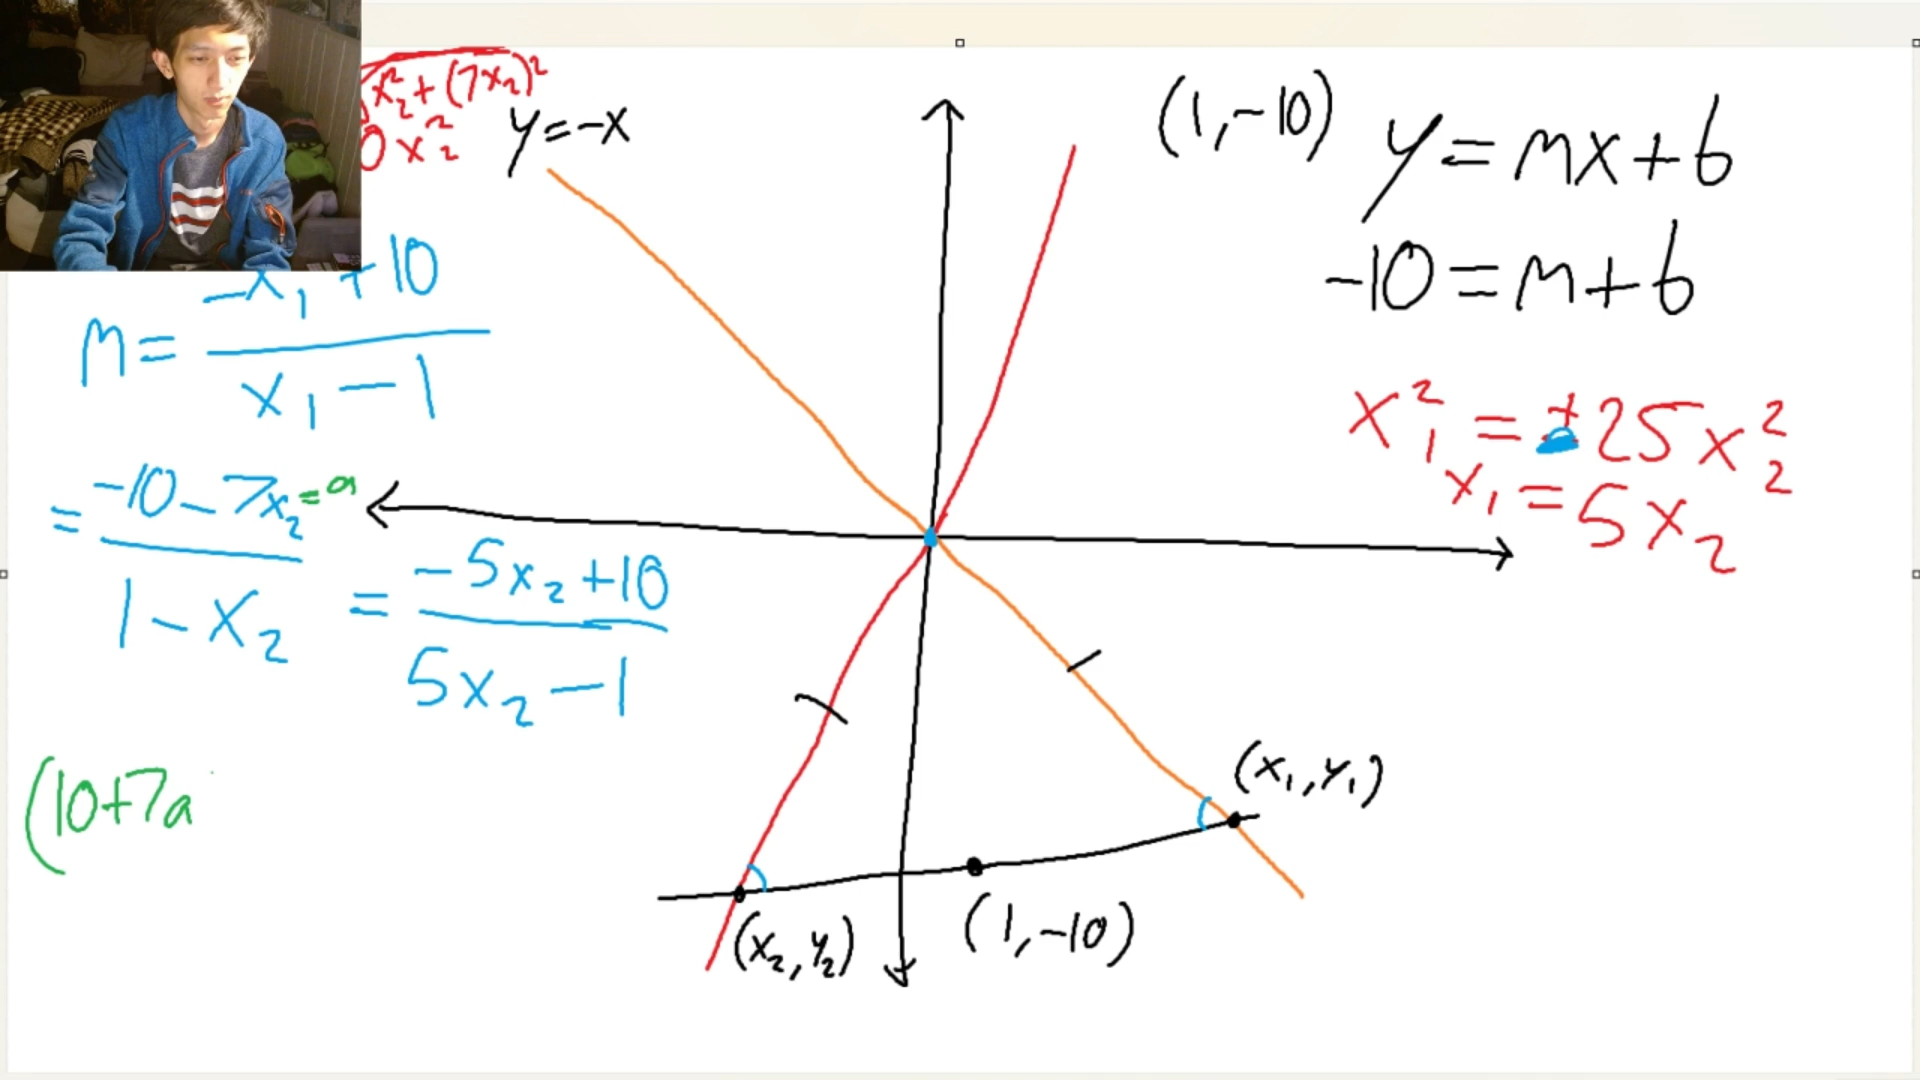 x₂² + (7x₂)²
0x₂²
y=-x
(1,-10)
y=mx+b
-10=m+b
m= -x₁+10
x₁-1
x₁² = ±25x₂²
x₁=5x₂
= -10-7x₂ =a
1-x₂
= -5x₂+10
5x₂-1
(10+7a
(x₁,y₁)
(x₂,y₂)
(1,-10)